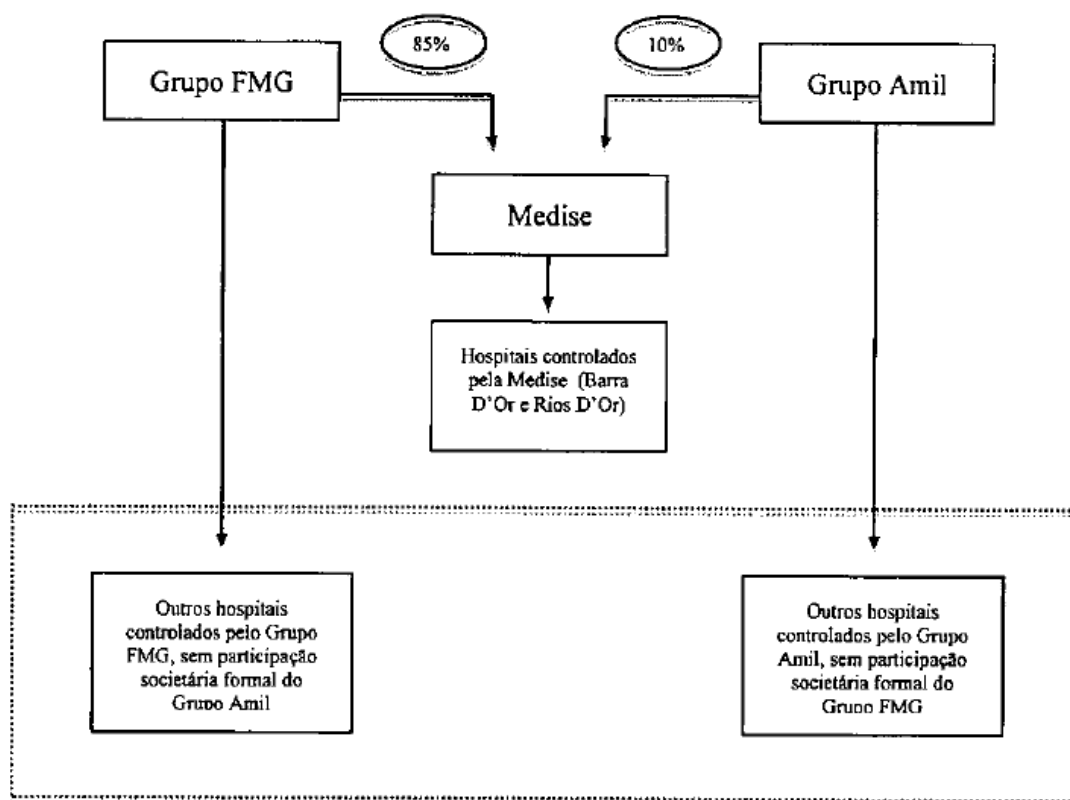 85%
10%
Grupo FMG
Grupo Amil
Medise
Hospitais controlados
pela Medise (Barra
D'Or e Rios D'Or)
Outros hospitais
controlados pelo Grupo
FMG, sem participação
societária formal do
Grupo Amil
Outros hospitais
controlados pelo Grupo
Amil, sem participação
societária formal do
Grupo FMG